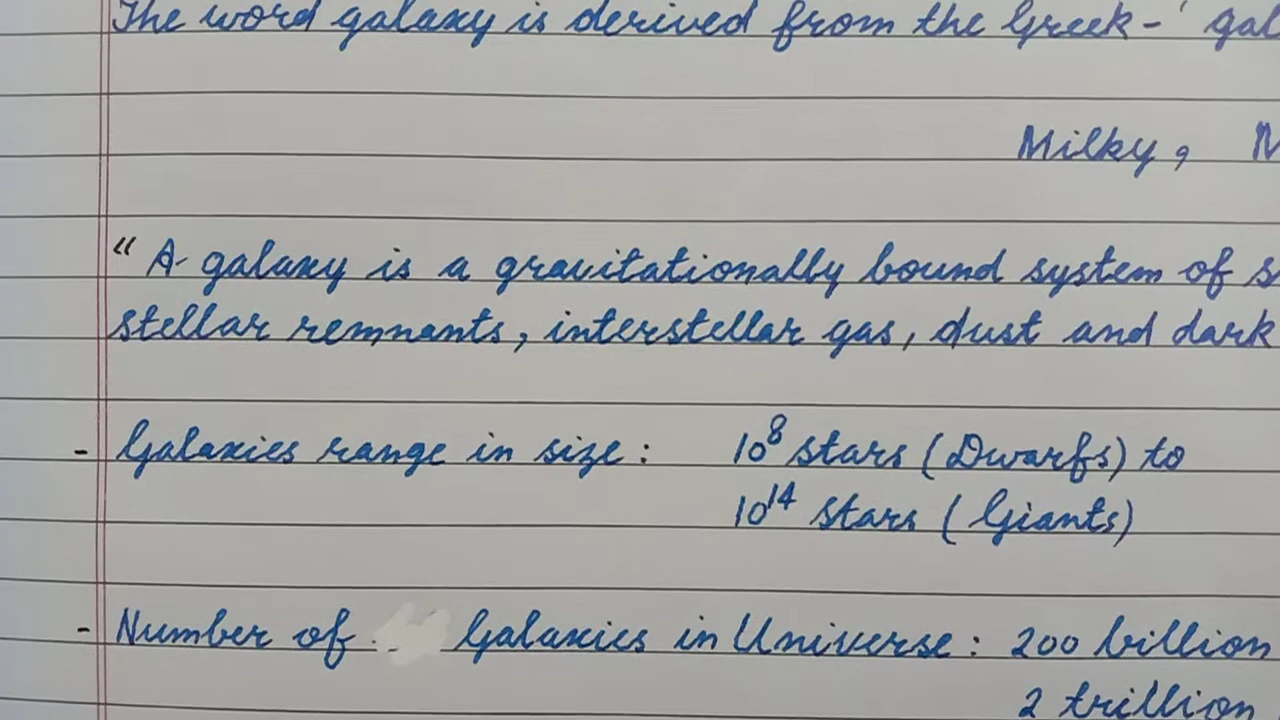 The word galaxy is derived from the Greek - ' gal
Milky, M
" A galaxy is a gravitationally bound system of s
stellar remnants, interstellar gas, dust and dark
- Galaxies range in size : 10⁸ stars (Dwarfs) to
10¹⁴ stars (Giants)
- Number of Galaxies in Universe : 200 billion
2 trillion